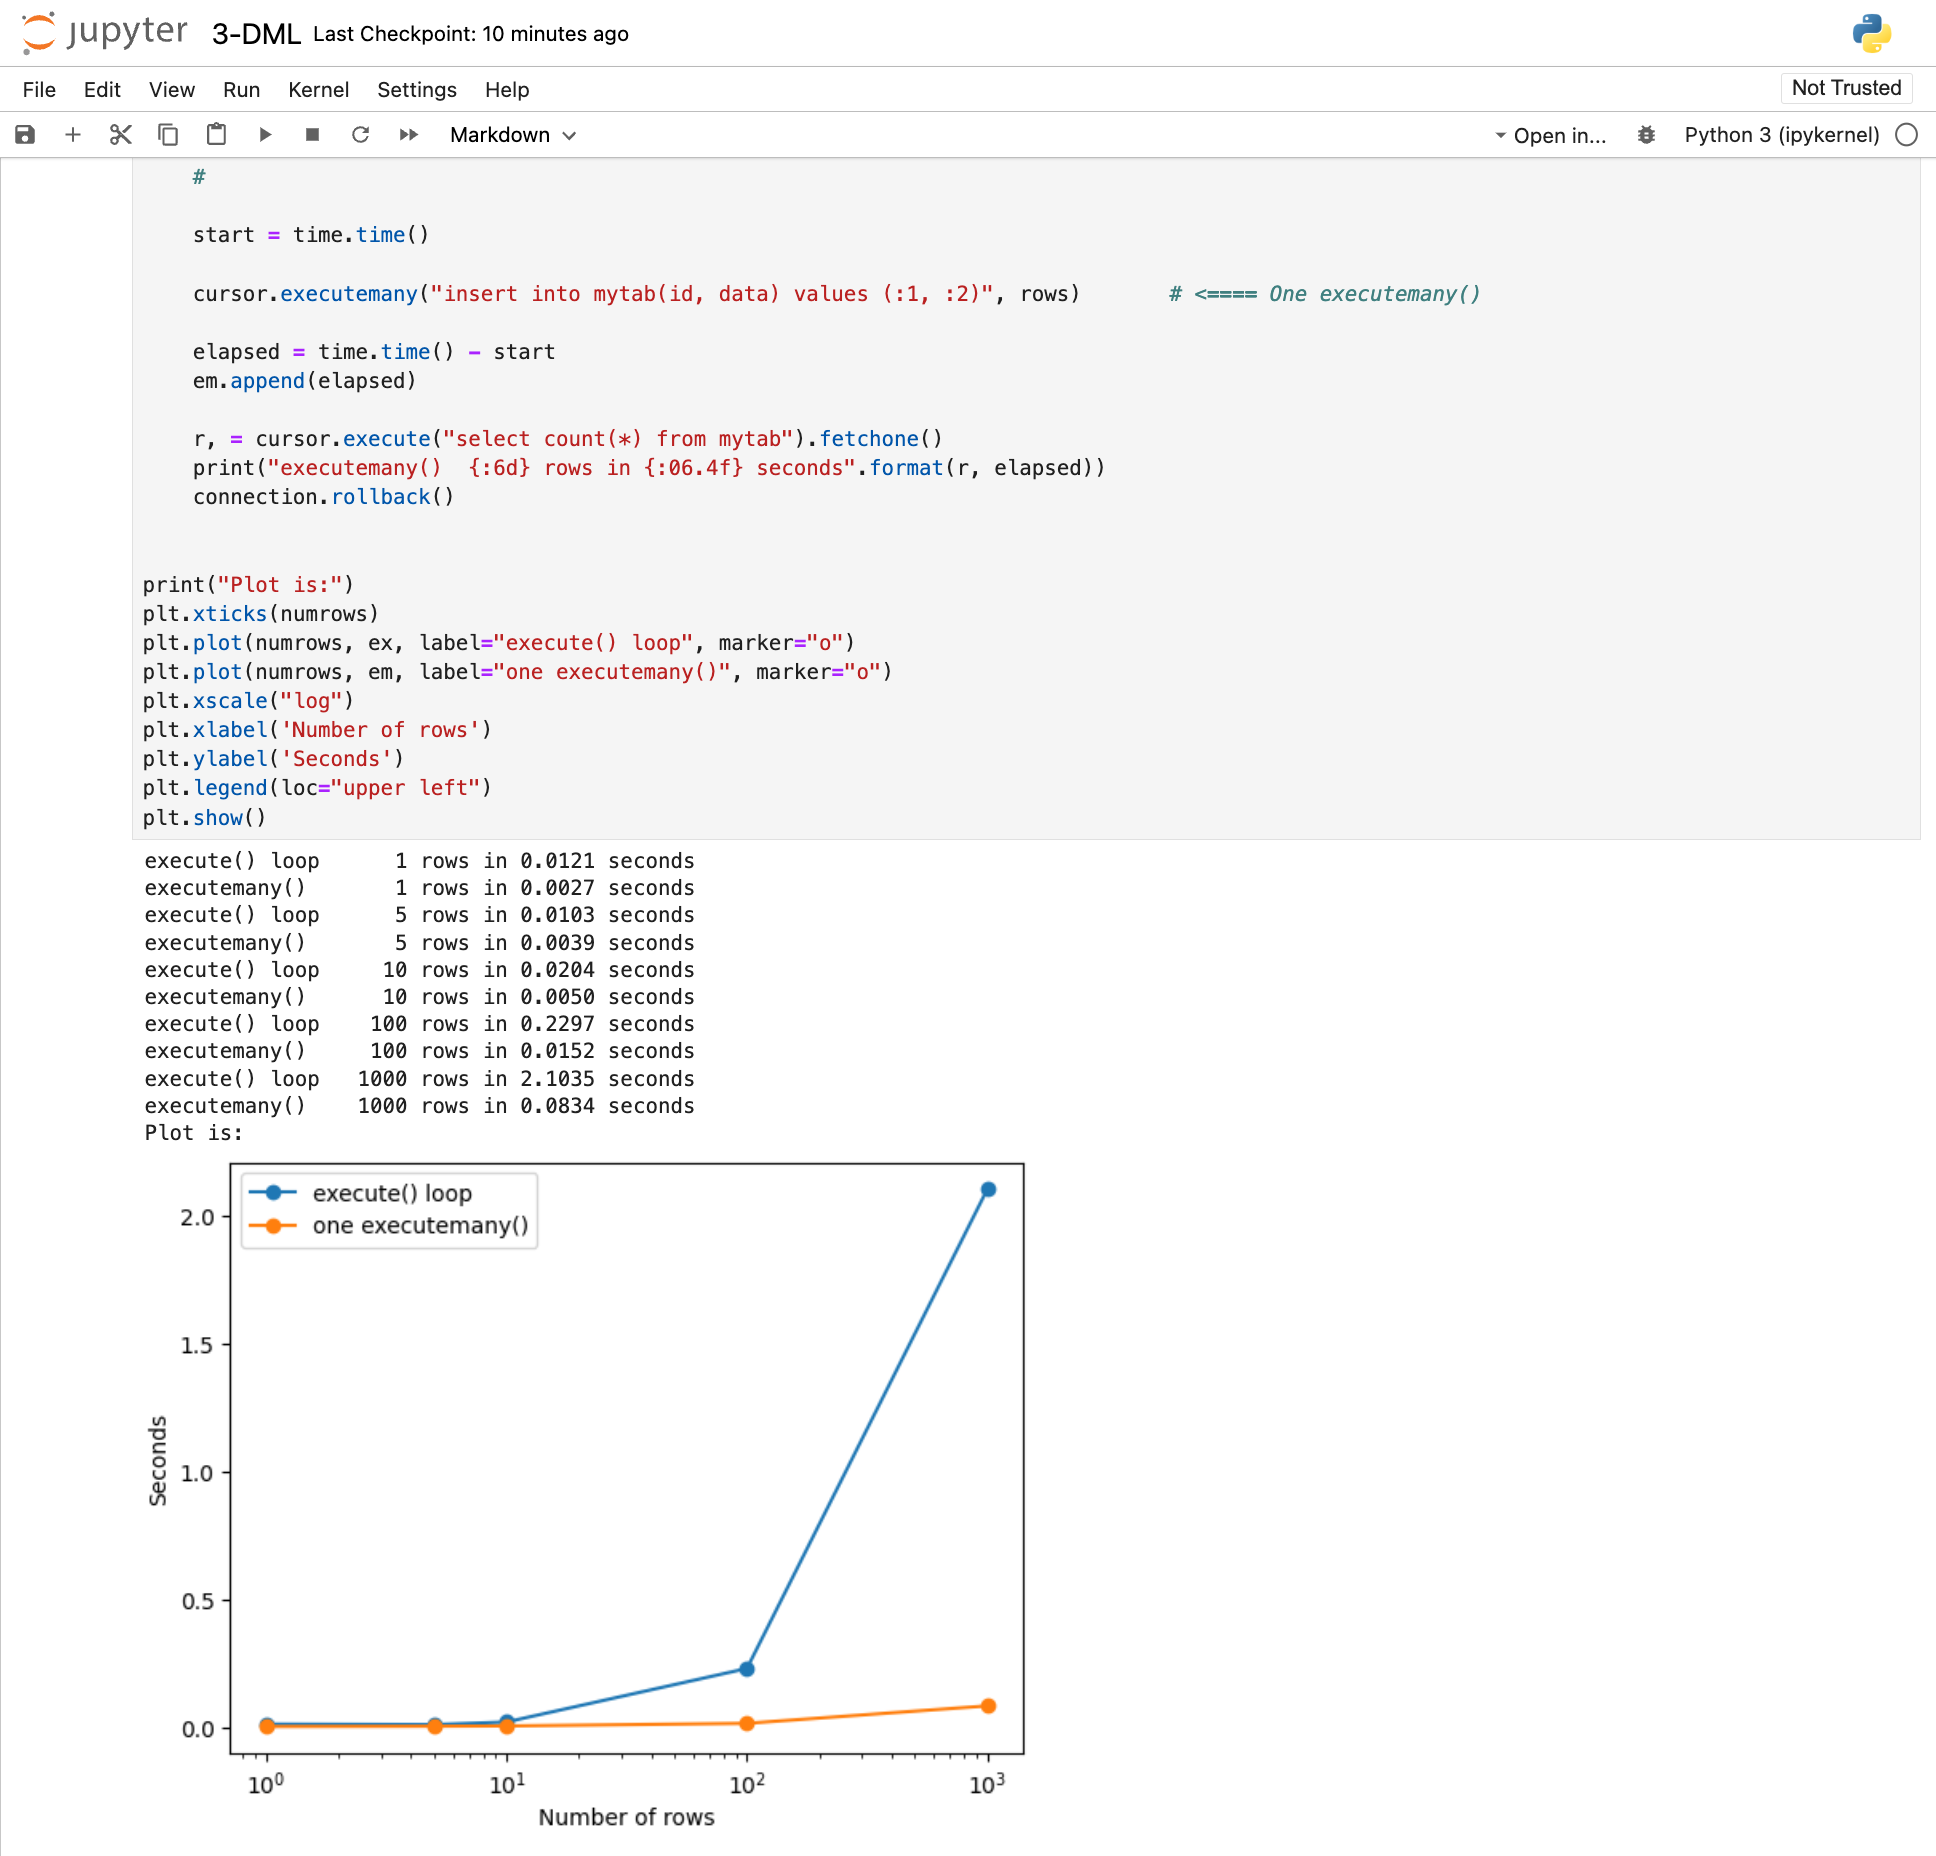 jupyter 3-DML Last Checkpoint: 10 minutes ago
File Edit View Run Kernel Settings Help Not Trusted
Markdown Open in... Python 3 (ipykernel)
#
start = time.time()
cursor.executemany("insert into mytab(id, data) values (:1, :2)", rows) # <==== One executemany()
elapsed = time.time() - start
em.append(elapsed)
r, = cursor.execute("select count(*) from mytab").fetchone()
print("executemany()  {:6d} rows in {:06.4f} seconds".format(r, elapsed))
connection.rollback()
print("Plot is:")
plt.xticks(numrows)
plt.plot(numrows, ex, label="execute() loop", marker="o")
plt.plot(numrows, em, label="one executemany()", marker="o")
plt.xscale("log")
plt.xlabel('Number of rows')
plt.ylabel('Seconds')
plt.legend(loc="upper left")
plt.show()
execute() loop      1 rows in 0.0121 seconds
executemany()       1 rows in 0.0027 seconds
execute() loop      5 rows in 0.0103 seconds
executemany()       5 rows in 0.0039 seconds
execute() loop     10 rows in 0.0204 seconds
executemany()      10 rows in 0.0050 seconds
execute() loop    100 rows in 0.2297 seconds
executemany()     100 rows in 0.0152 seconds
execute() loop   1000 rows in 2.1035 seconds
executemany()    1000 rows in 0.0834 seconds
Plot is:
execute() loop
one executemany()
2.0
1.5
1.0
0.5
0.0
Seconds
10⁰ 10¹ 10² 10³
Number of rows